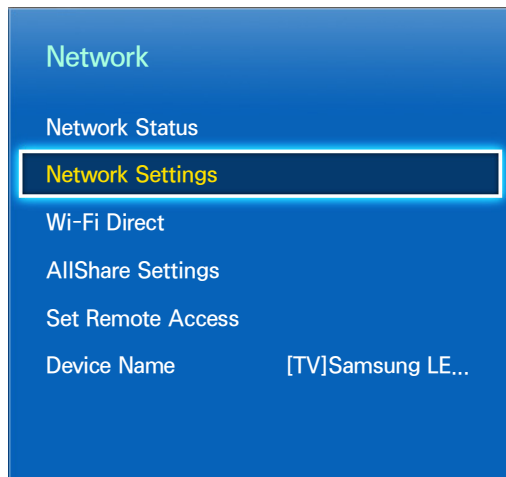 Network
Network Status
Network Settings
Wi-Fi Direct
AllShare Settings
Set Remote Access
Device Name [TV]Samsung LE...